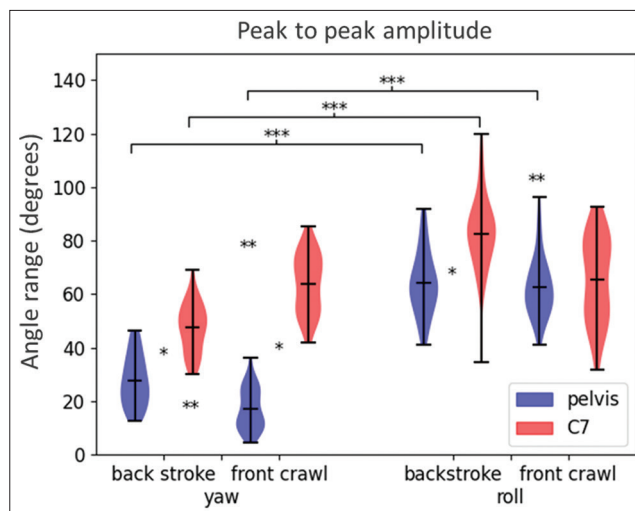 Peak to peak amplitude
Angle range (degrees)
140
120
100
80
60
40
20
0
***
***
***
**
**
*
*
*
**
pelvis
C7
back stroke front crawl backstroke front crawl
yaw roll